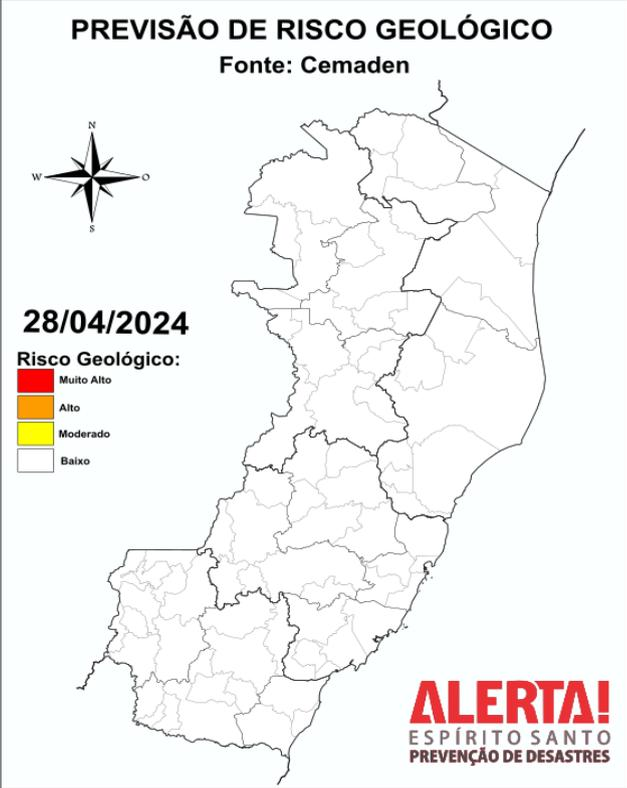 PREVISÃO DE RISCO GEOLÓGICO
Fonte: Cemaden
N
W
O
S
28/04/2024
Risco Geológico:
Muito Alto
Alto
Moderado
Baixo
ALERTA!
ESPÍRITO SANTO
PREVENÇÃO DE DESASTRES